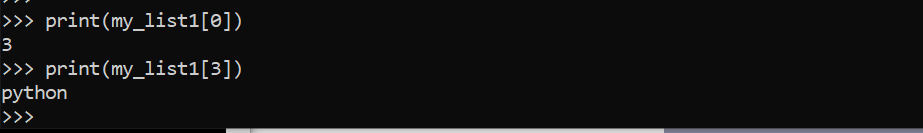 >>> print(my_list1[0])
3
>>> print(my_list1[3])
python
>>>